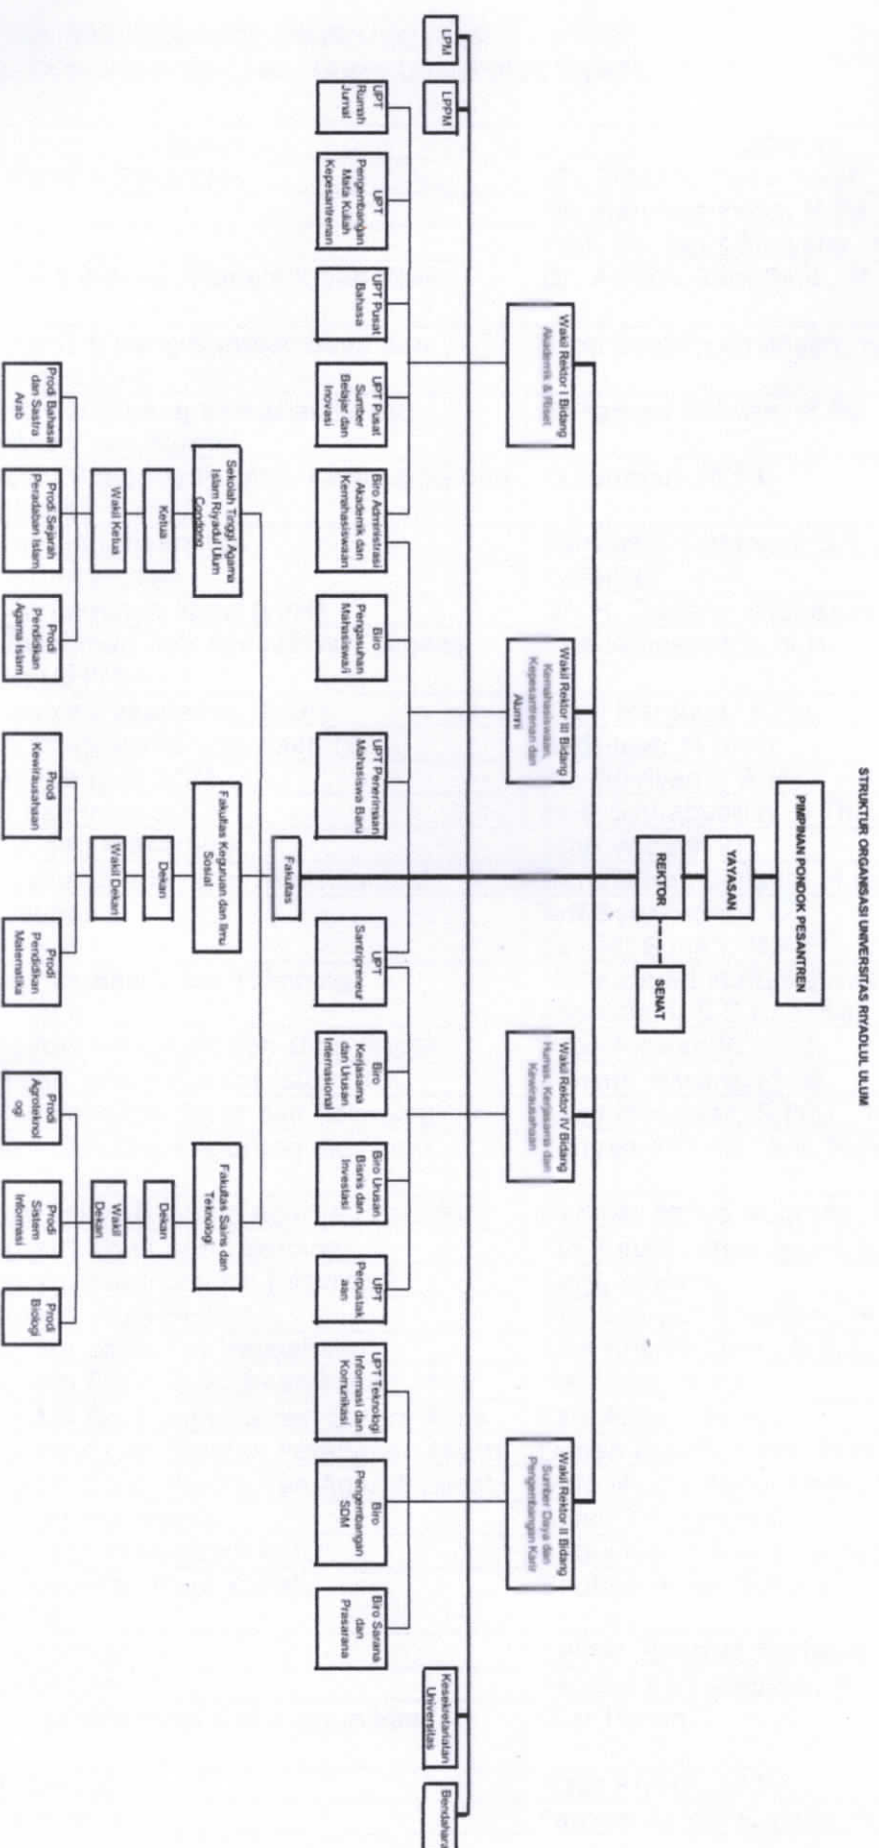 STRUKTUR ORGANISASI UNIVERSITAS RIYADLUL ULUM
PIMPINAN PONDOK PESANTREN
YAYASAN
REKTOR
SENAT
Wakil Rektor I Bidang
Akademik & Riset
Wakil Rektor III Bidang
Kemahasiswaan,
Kepesantrenan dan
Alumni
Wakil Rektor IV Bidang
Humas, Kerjasama dan
Kewirausahaan
Wakil Rektor II Bidang
Sumber Daya dan
Pengembangan Karir
LPM
LPPM
Kesekretariatan
Universitas
Bendahara
UPT
Rumah
Jurnal
UPT
Pengembangan
Mata Kuliah
Kepesantrenan
UPT Pusat
Bahasa
UPT Pusat
Sumber
Belajar dan
Inovasi
Biro Administrasi
Akademik dan
Kemahasiswaan
Biro
Pengasuhan
Mahasiswa/i
UPT Penerimaan
Mahasiswa Baru
UPT
Santripreneur
Biro
Kerjasama
dan Urusan
Internasional
Biro Urusan
Bisnis dan
Investasi
UPT
Perpustak
aan
UPT Teknologi
Informasi dan
Komunikasi
Biro
Pengembangan
SDM
Biro Sarana
dan
Prasarana
Fakultas
Sekolah Tinggi Agama
Islam Riyadul Ulum
Condong
Fakultas Keguruan dan Ilmu
Sosial
Fakultas Sains dan
Teknologi
Ketua
Dekan
Dekan
Wakil Ketua
Wakil Dekan
Wakil
Dekan
Prodi Bahasa
dan Sastra
Arab
Prodi Sejarah
Peradaban Islam
Prodi
Pendidikan
Agama Islam
Prodi
Kewirausahaan
Prodi
Pendidikan
Matematika
Prodi
Agroteknol
ogi
Prodi
Sistem
Informasi
Prodi
Biologi